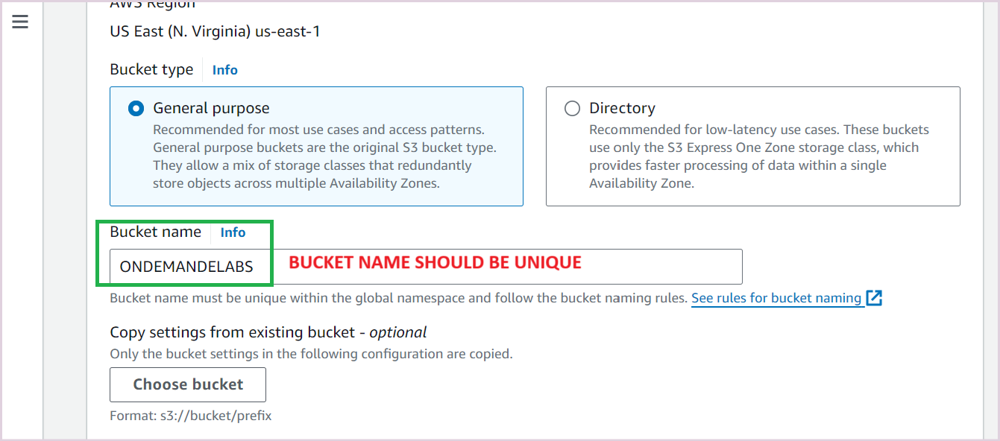 AWS Region
US East (N. Virginia) us-east-1
Bucket type Info
General purpose
Recommended for most use cases and access patterns.
General purpose buckets are the original S3 bucket type.
They allow a mix of storage classes that redundantly
store objects across multiple Availability Zones.
Directory
Recommended for low-latency use cases. These buckets
use only the S3 Express One Zone storage class, which
provides faster processing of data within a single
Availability Zone.
Bucket name Info
ONDEMANDELABS BUCKET NAME SHOULD BE UNIQUE
Bucket name must be unique within the global namespace and follow the bucket naming rules. See rules for bucket naming
Copy settings from existing bucket - optional
Only the bucket settings in the following configuration are copied.
Choose bucket
Format: s3://bucket/prefix